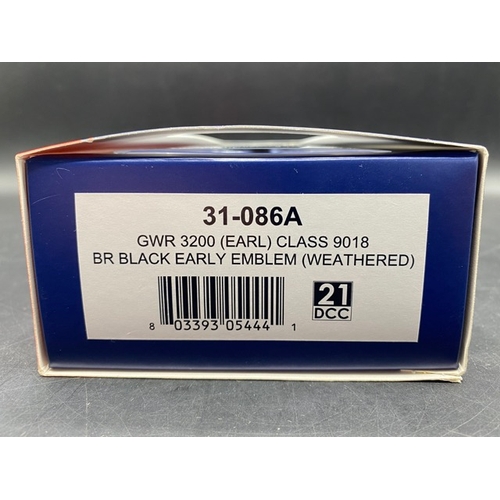 31-086A
GWR 3200 (EARL) CLASS 9018
BR BLACK EARLY EMBLEM (WEATHERED)
21
DCC
8 03393 05444 1